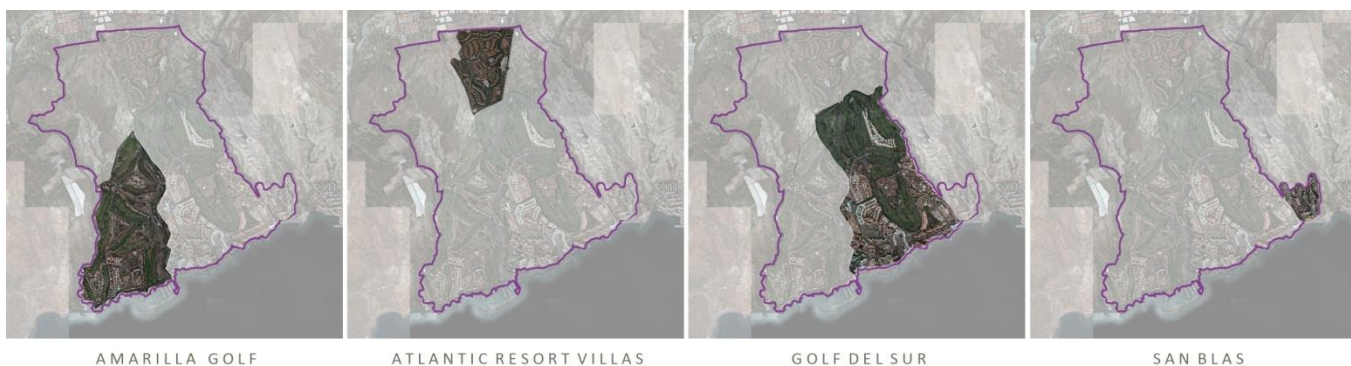 AMARILLA GOLF
ATLANTIC RESORT VILLAS
GOLF DEL SUR
SAN BLAS